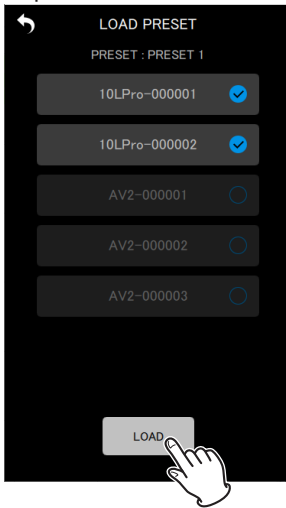 LOAD PRESET
PRESET : PRESET 1
10LPro-000001
10LPro-000002
AV2-000001
AV2-000002
AV2-000003
LOAD